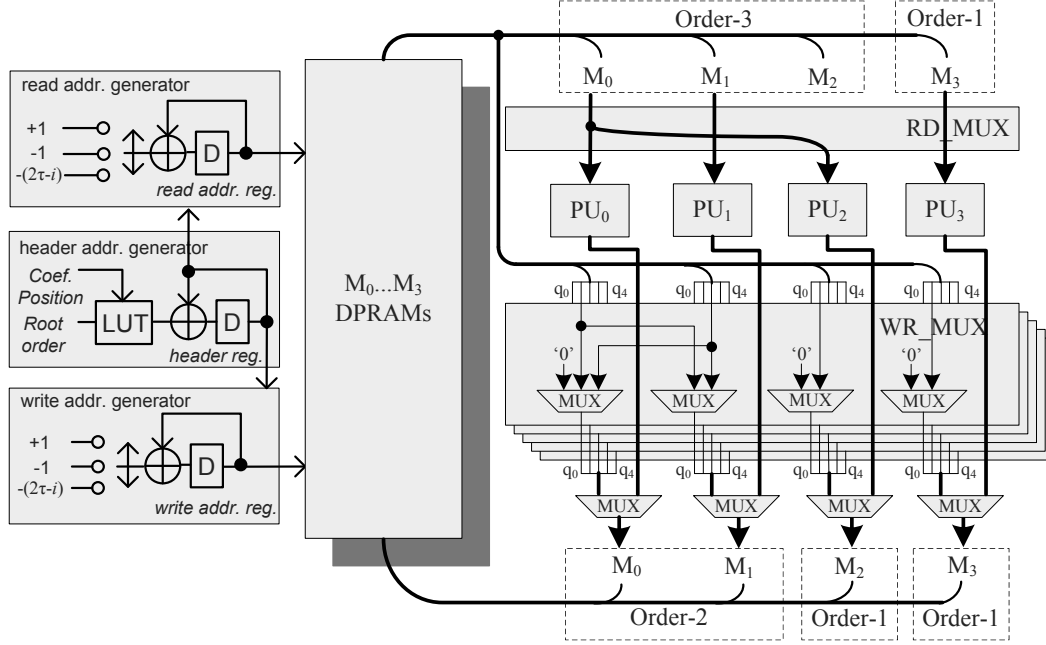 Order-3
Order-1
M0
M1
M2
M3
RD_MUX
PU0
PU1
PU2
PU3
read addr. generator
+1
-1
-(2τ-i)
D
read addr. reg.
header addr. generator
Coef.
Position
Root
order
LUT
D
header reg.
write addr. generator
+1
-1
-(2τ-i)
D
write addr. reg.
M0...M3
DPRAMs
q0 q4 q0 q4 q0 q4 q0 q4
WR_MUX
‘0’ ‘0’ ‘0’
MUX MUX MUX MUX
q0 q4 q0 q4 q0 q4 q0 q4
MUX MUX MUX MUX
M0 M1 M2 M3
Order-2
Order-1
Order-1